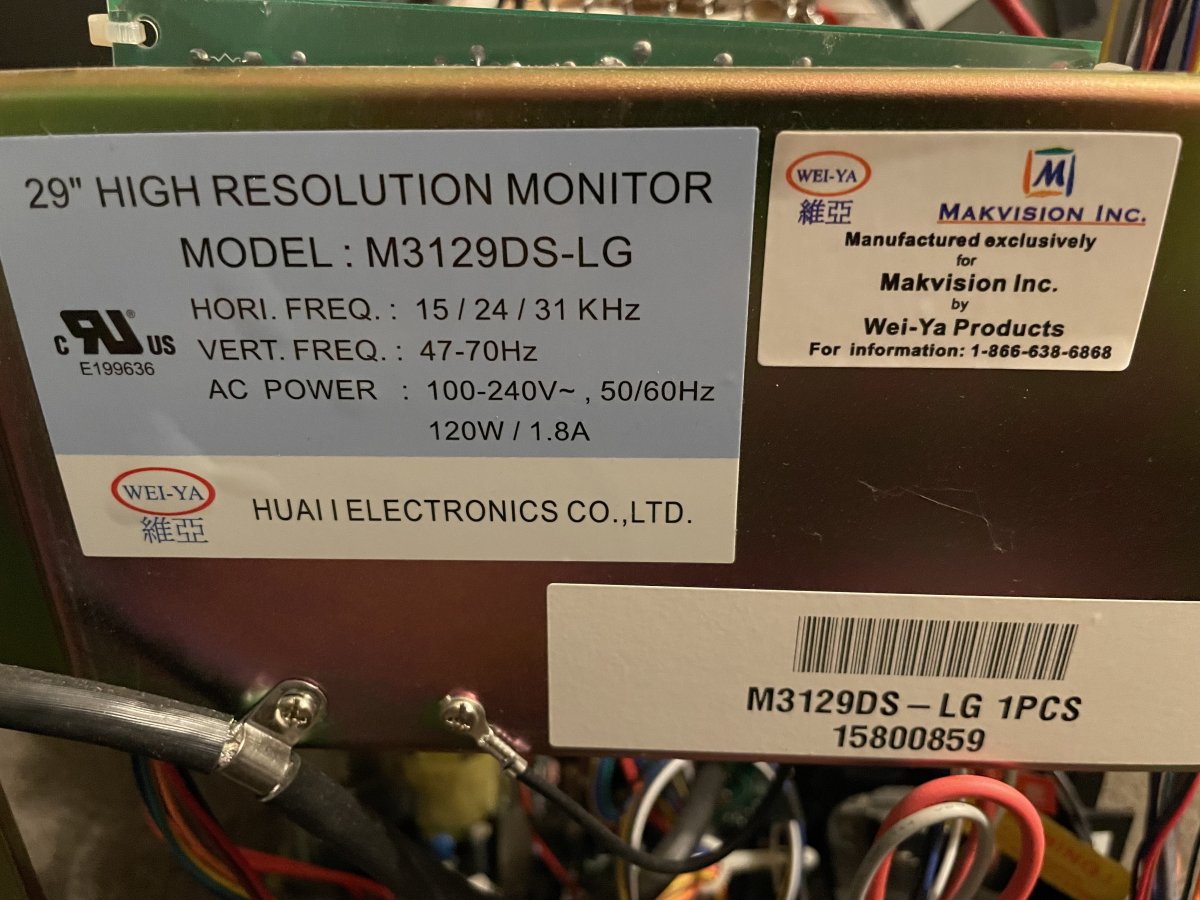 29" HIGH RESOLUTION MONITOR
MODEL : M3129DS-LG
HORI. FREQ. : 15 / 24 / 31 KHz
VERT. FREQ. : 47-70Hz
AC POWER : 100-240V~ , 50/60Hz
120W / 1.8A
c RU ® US
E199636
WEI-YA
維亞
HUAI I ELECTRONICS CO.,LTD.
WEI-YA
維亞
M
MAKVISION INC.
Manufactured exclusively
for
Makvision Inc.
by
Wei-Ya Products
For information: 1-866-638-6868
M3129DS – LG 1PCS
15800859